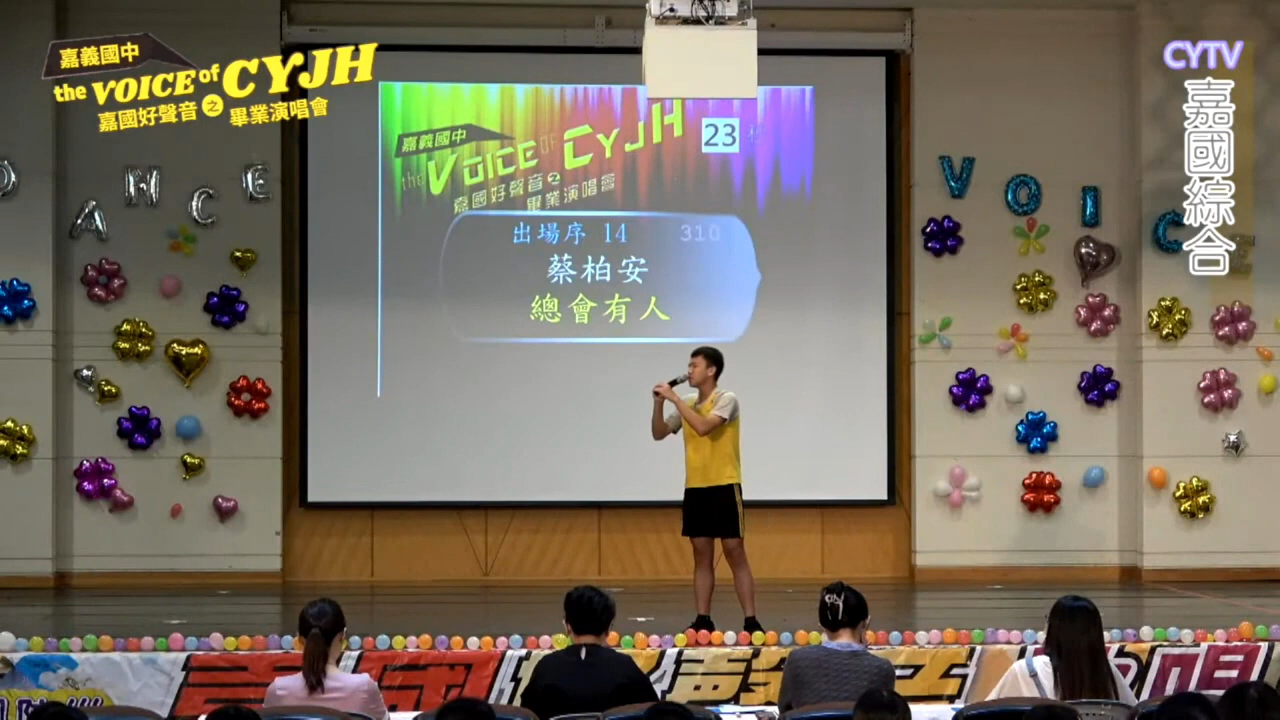 嘉義國中
the VOICE of CYJH
嘉國好聲音之畢業演唱會
CYTV
嘉國綜合
嘉義國中
the VOICE OF CYJH
23
嘉國好聲音之
畢業演唱會
出場序 14 310
蔡柏安
總會有人
DANCE
VOICE